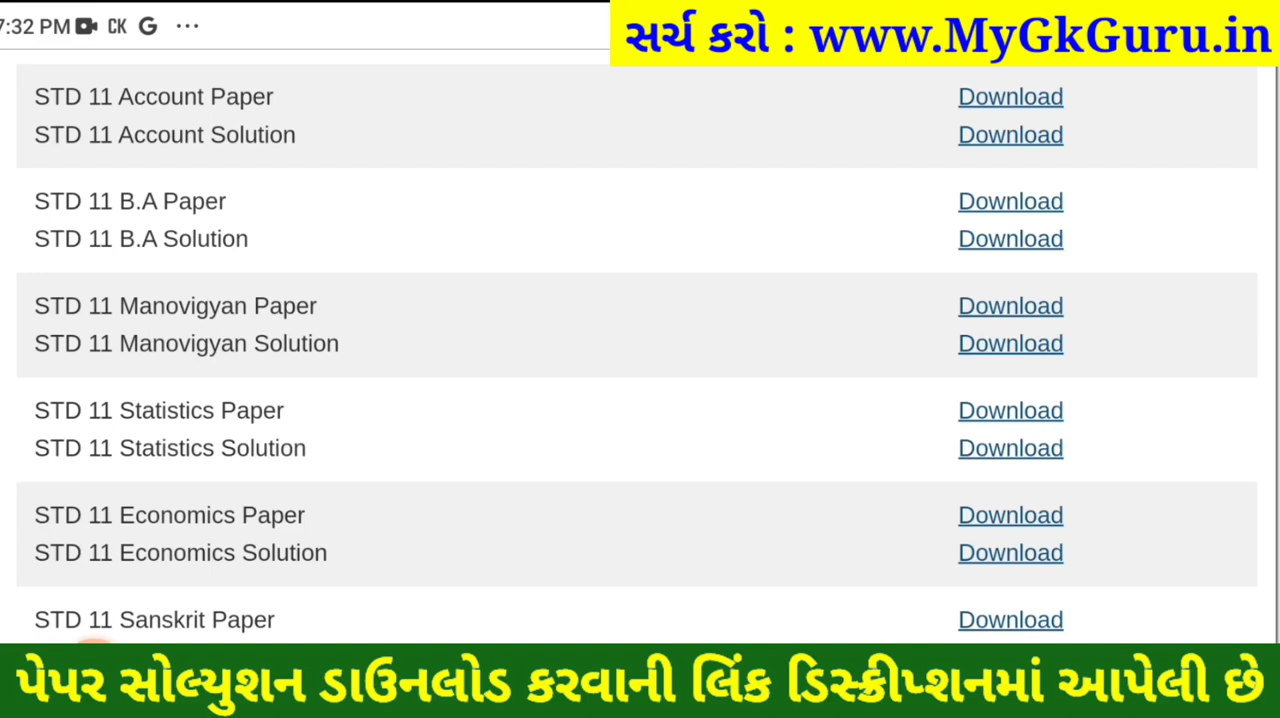 7:32 PM CK G ...
સર્ચ કરો : www.MyGkGuru.in
STD 11 Account Paper Download
STD 11 Account Solution Download
STD 11 B.A Paper Download
STD 11 B.A Solution Download
STD 11 Manovigyan Paper Download
STD 11 Manovigyan Solution Download
STD 11 Statistics Paper Download
STD 11 Statistics Solution Download
STD 11 Economics Paper Download
STD 11 Economics Solution Download
STD 11 Sanskrit Paper Download
પેપર સોલ્યુશન ડાઉનલોડ કરવાની લિંક ડિસ્ક્રીપ્શનમાં આપેલી છે